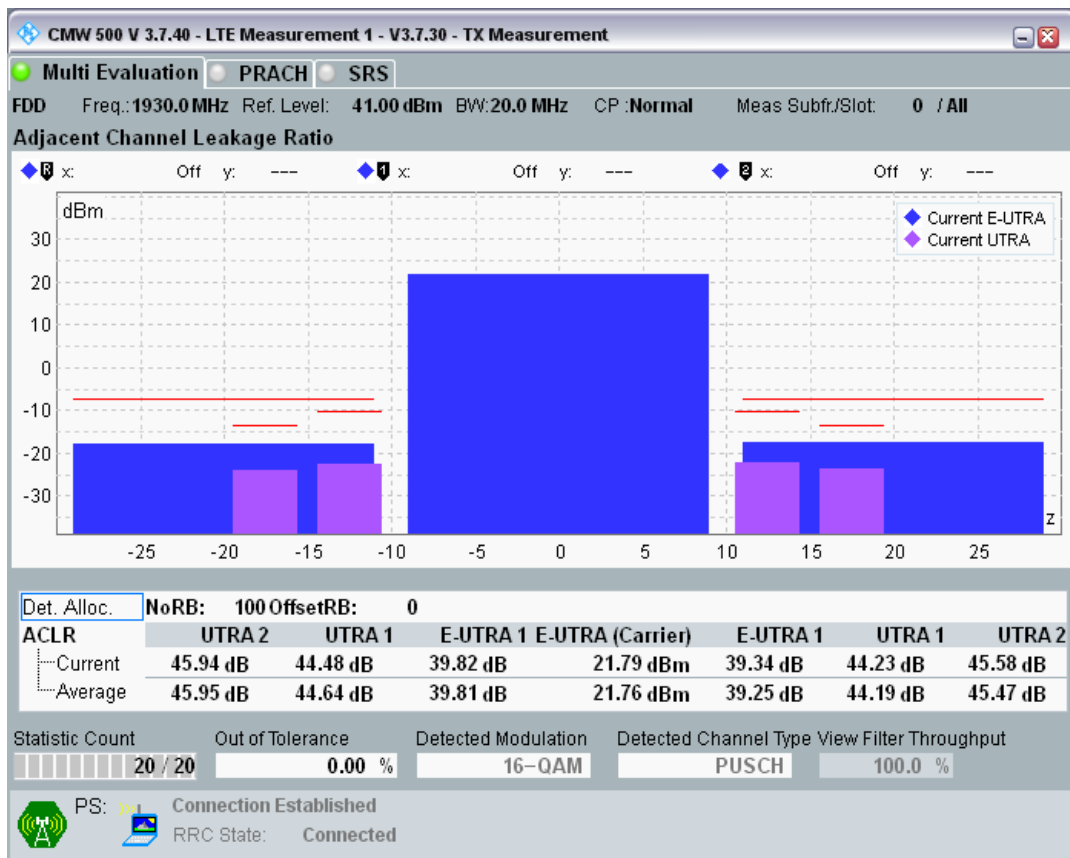 CMW 500 V 3.7.40 - LTE Measurement 1 - V3.7.30 - TX Measurement
Multi Evaluation PRACH SRS
FDD Freq.: 1930.0 MHz Ref. Level: 41.00 dBm BW: 20.0 MHz CP : Normal Meas Subfr./Slot: 0 / All
Adjacent Channel Leakage Ratio
R x: Off y: --- 1 x: Off y: --- 2 x: Off y: ---
dBm
Current E-UTRA
Current UTRA
30
20
10
0
-10
-20
-30
z
-25 -20 -15 -10 -5 0 5 10 15 20 25
Det. Alloc. NoRB: 100 OffsetRB: 0
ACLR UTRA 2 UTRA 1 E-UTRA 1 E-UTRA (Carrier) E-UTRA 1 UTRA 1 UTRA 2
Current 45.94 dB 44.48 dB 39.82 dB 21.79 dBm 39.34 dB 44.23 dB 45.58 dB
Average 45.95 dB 44.64 dB 39.81 dB 21.76 dBm 39.25 dB 44.19 dB 45.47 dB
Statistic Count Out of Tolerance Detected Modulation Detected Channel Type View Filter Throughput
20 / 20 0.00 % 16-QAM PUSCH 100.0 %
PS: Connection Established
RRC State: Connected